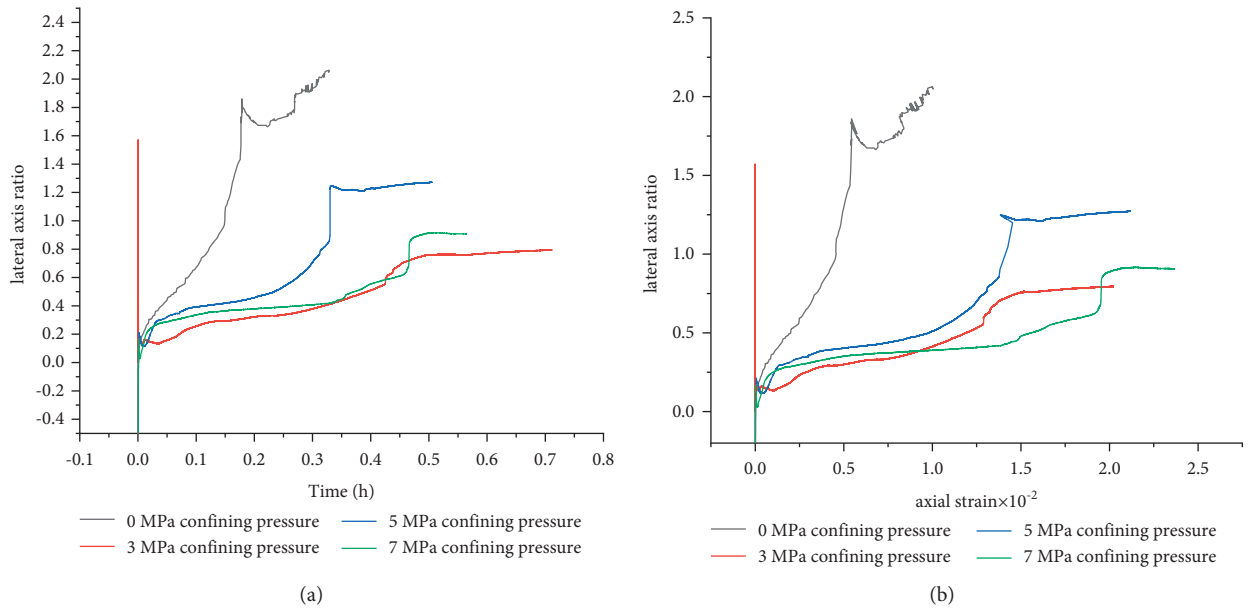 2.4
2.2
2.0
1.8
1.6
1.4
1.2
1.0
0.8
0.6
0.4
0.2
0.0
-0.2
-0.4
lateral axis ratio
-0.1 0.0 0.1 0.2 0.3 0.4 0.5 0.6 0.7 0.8
Time (h)
0 MPa confining pressure 5 MPa confining pressure
3 MPa confining pressure 7 MPa confining pressure
(a)
2.5
2.0
1.5
1.0
0.5
0.0
lateral axis ratio
0.0 0.5 1.0 1.5 2.0 2.5
axial strain×10-2
0 MPa confining pressure 5 MPa confining pressure
3 MPa confining pressure 7 MPa confining pressure
(b)